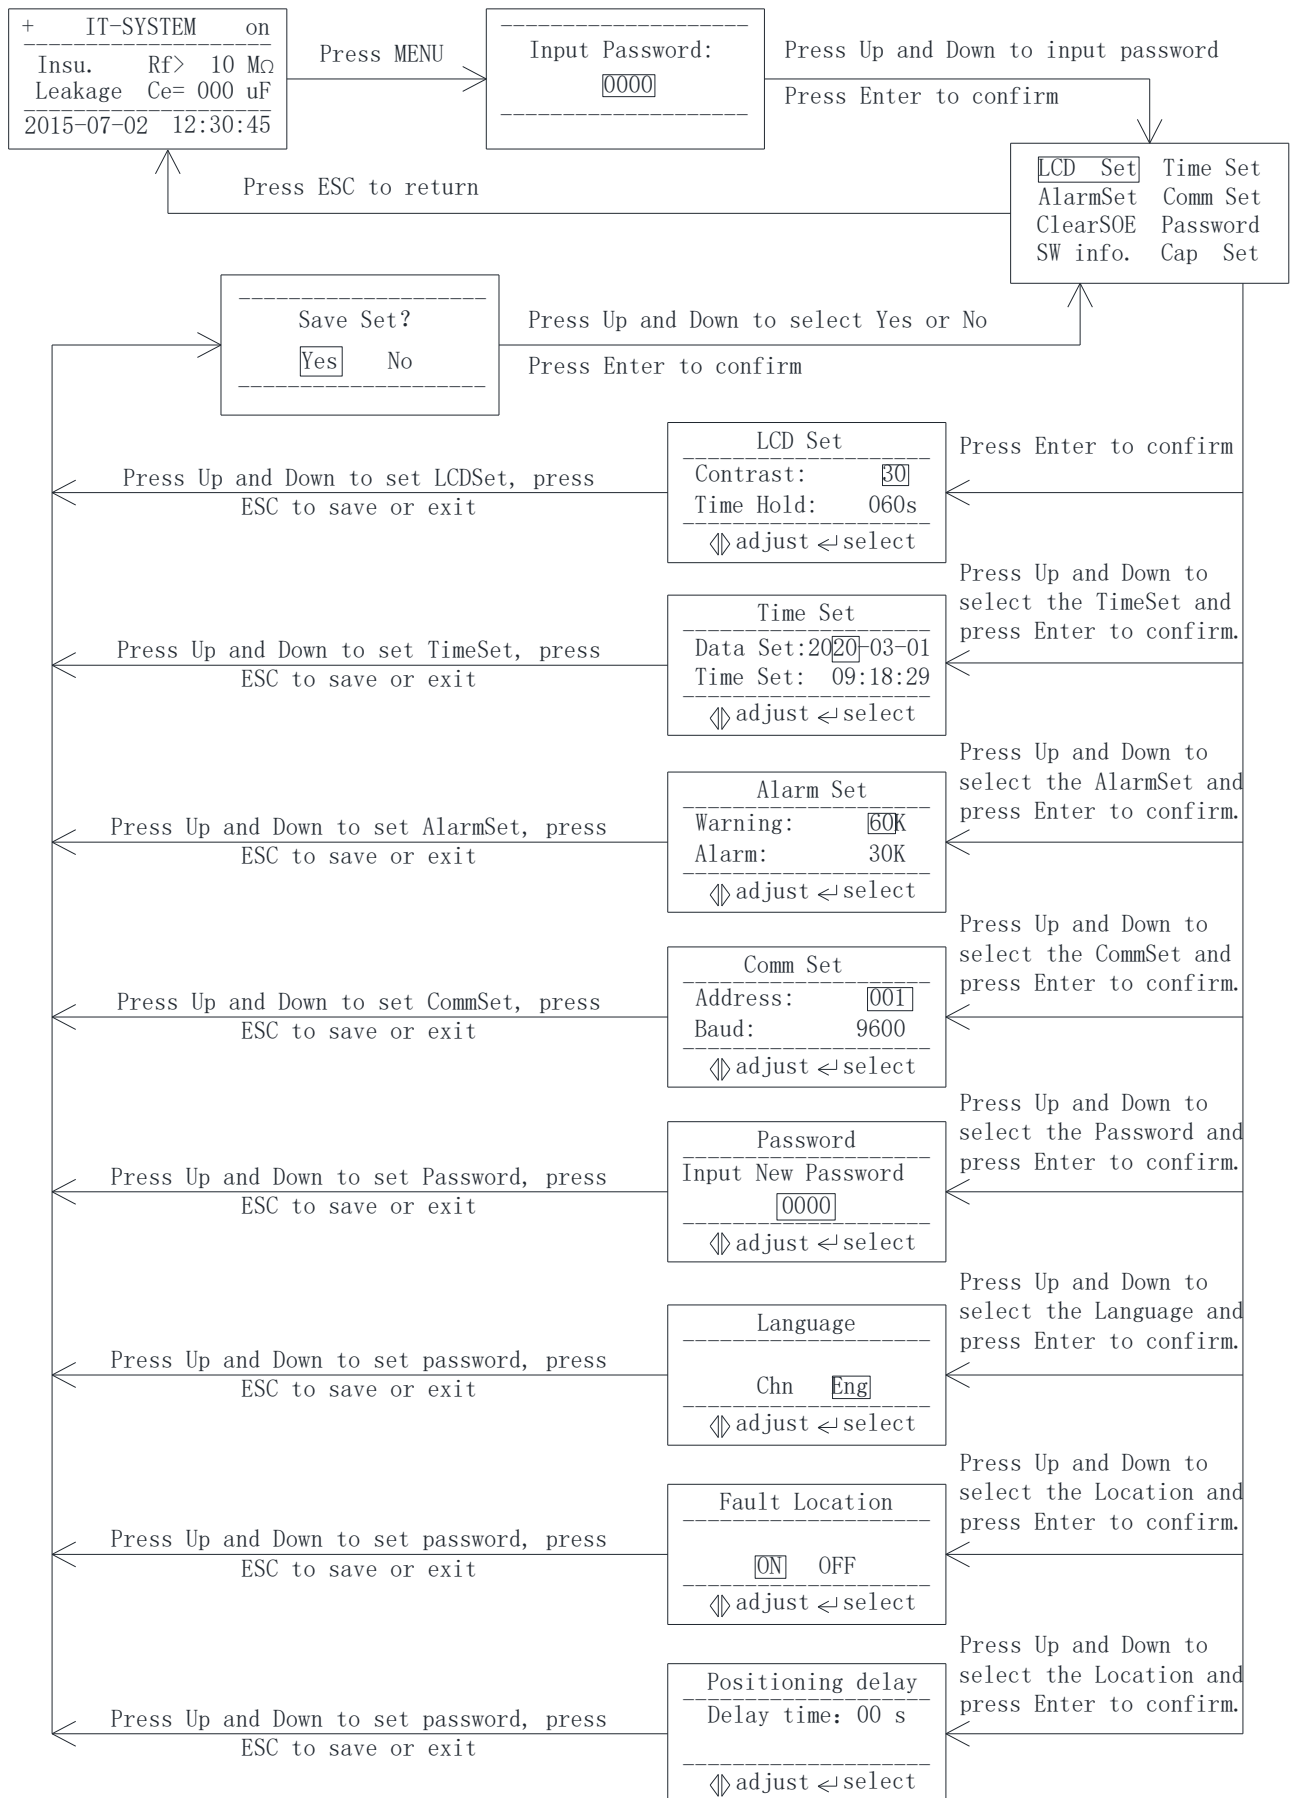 + IT-SYSTEM on
Insu. Rf> 10 MΩ
Leakage Ce= 000 uF
2015-07-02 12:30:45
Press MENU
Input Password:
0000
Press Up and Down to input password
Press Enter to confirm
LCD Set Time Set
AlarmSet Comm Set
ClearSOE Password
SW info. Cap Set
Press ESC to return
Save Set?
Yes No
Press Up and Down to select Yes or No
Press Enter to confirm
Press Up and Down to set LCDSet, press
ESC to save or exit
LCD Set
Contrast: 30
Time Hold: 060s
adjust select
Press Enter to confirm
Press Up and Down to set TimeSet, press
ESC to save or exit
Time Set
Data Set:2020-03-01
Time Set: 09:18:29
adjust select
Press Up and Down to
select the TimeSet and
press Enter to confirm.
Press Up and Down to set AlarmSet, press
ESC to save or exit
Alarm Set
Warning: 60K
Alarm: 30K
adjust select
Press Up and Down to
select the AlarmSet and
press Enter to confirm.
Press Up and Down to set CommSet, press
ESC to save or exit
Comm Set
Address: 001
Baud: 9600
adjust select
Press Up and Down to
select the CommSet and
press Enter to confirm.
Press Up and Down to set Password, press
ESC to save or exit
Password
Input New Password
0000
adjust select
Press Up and Down to
select the Password and
press Enter to confirm.
Press Up and Down to set password, press
ESC to save or exit
Language
Chn Eng
adjust select
Press Up and Down to
select the Language and
press Enter to confirm.
Press Up and Down to set password, press
ESC to save or exit
Fault Location
ON OFF
adjust select
Press Up and Down to
select the Location and
press Enter to confirm.
Press Up and Down to set password, press
ESC to save or exit
Positioning delay
Delay time: 00 s
adjust select
Press Up and Down to
select the Location and
press Enter to confirm.